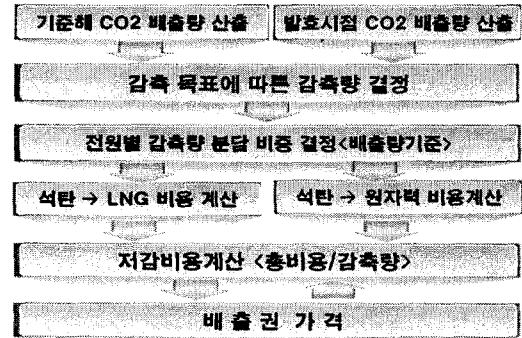 기준해 CO2 배출량 산출
발효시점 CO2 배출량 산출
감축 목표에 따른 감축량 결정
전원별 감축량 분담 비중 결정<배출량기준>
석탄 → LNG 비용 계산
석탄 → 원자력 비용계산
저감비용계산 <총비용/감축량>
배 출 권 가 격